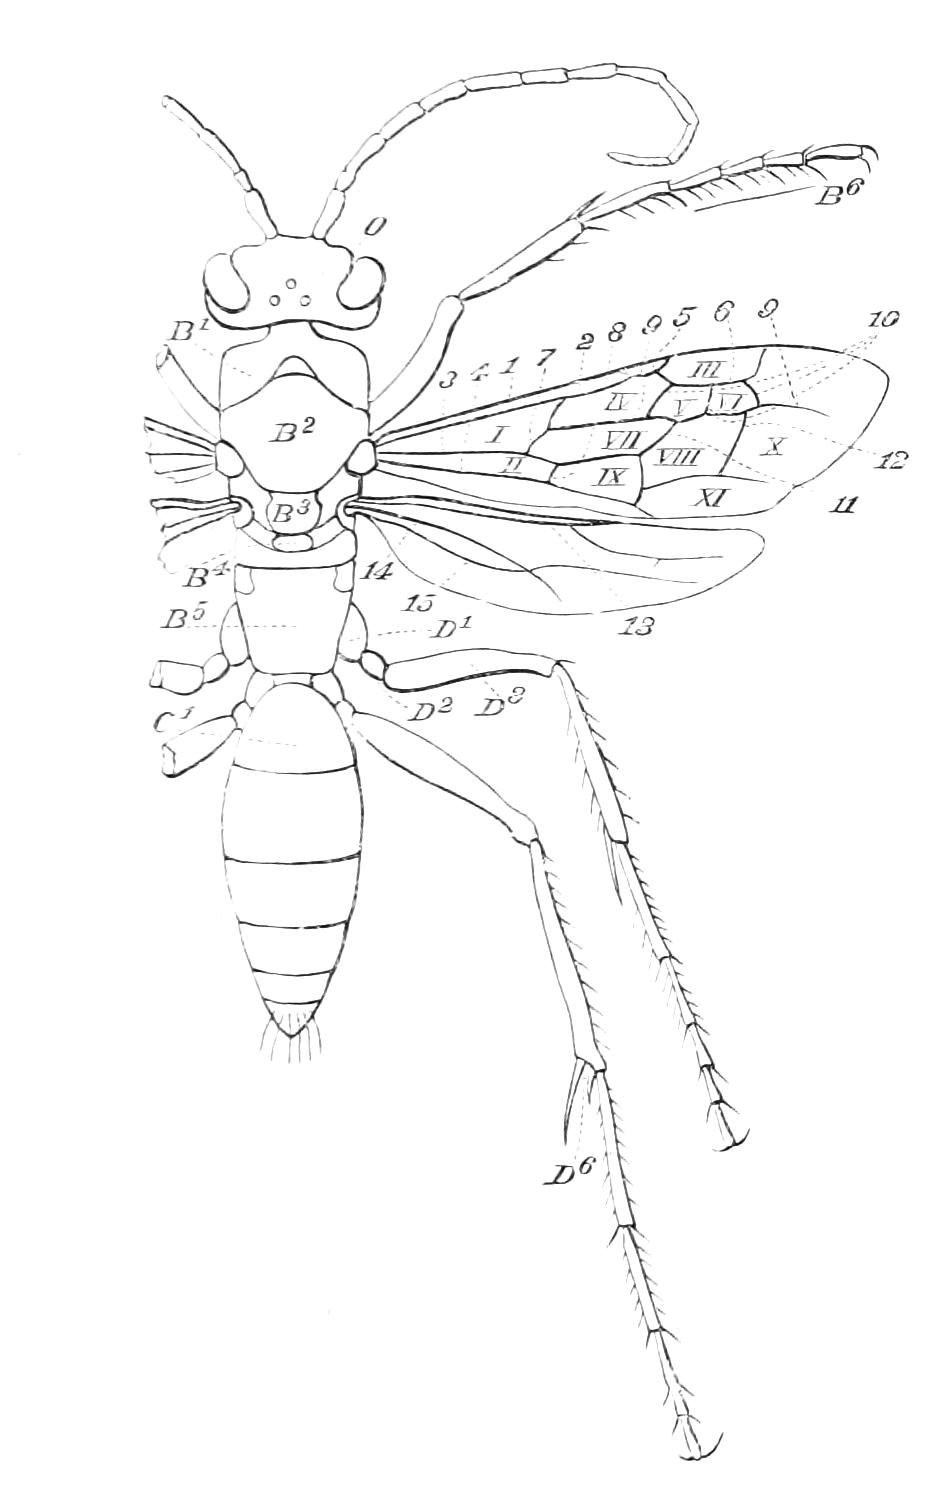 O
B⁶
B¹
3 4 1 7 2 8 9 5 6 9 10
III
IV V VI
B² I VII X
II VIII 12
IX
B³ XI 11
B⁴ 14
15
B⁵ D¹ 13
C¹ D² D³
D⁶